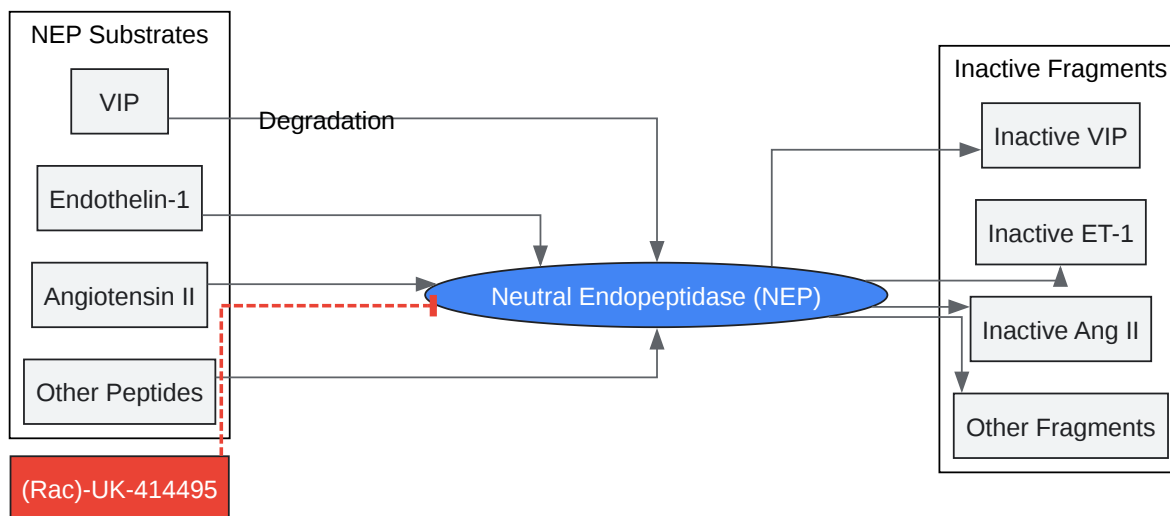 NEP Substrates
VIP
Endothelin-1
Angiotensin II
Other Peptides
(Rac)-UK-414495
Degradation
Neutral Endopeptidase (NEP)
Inactive Fragments
Inactive VIP
Inactive ET-1
Inactive Ang II
Other Fragments